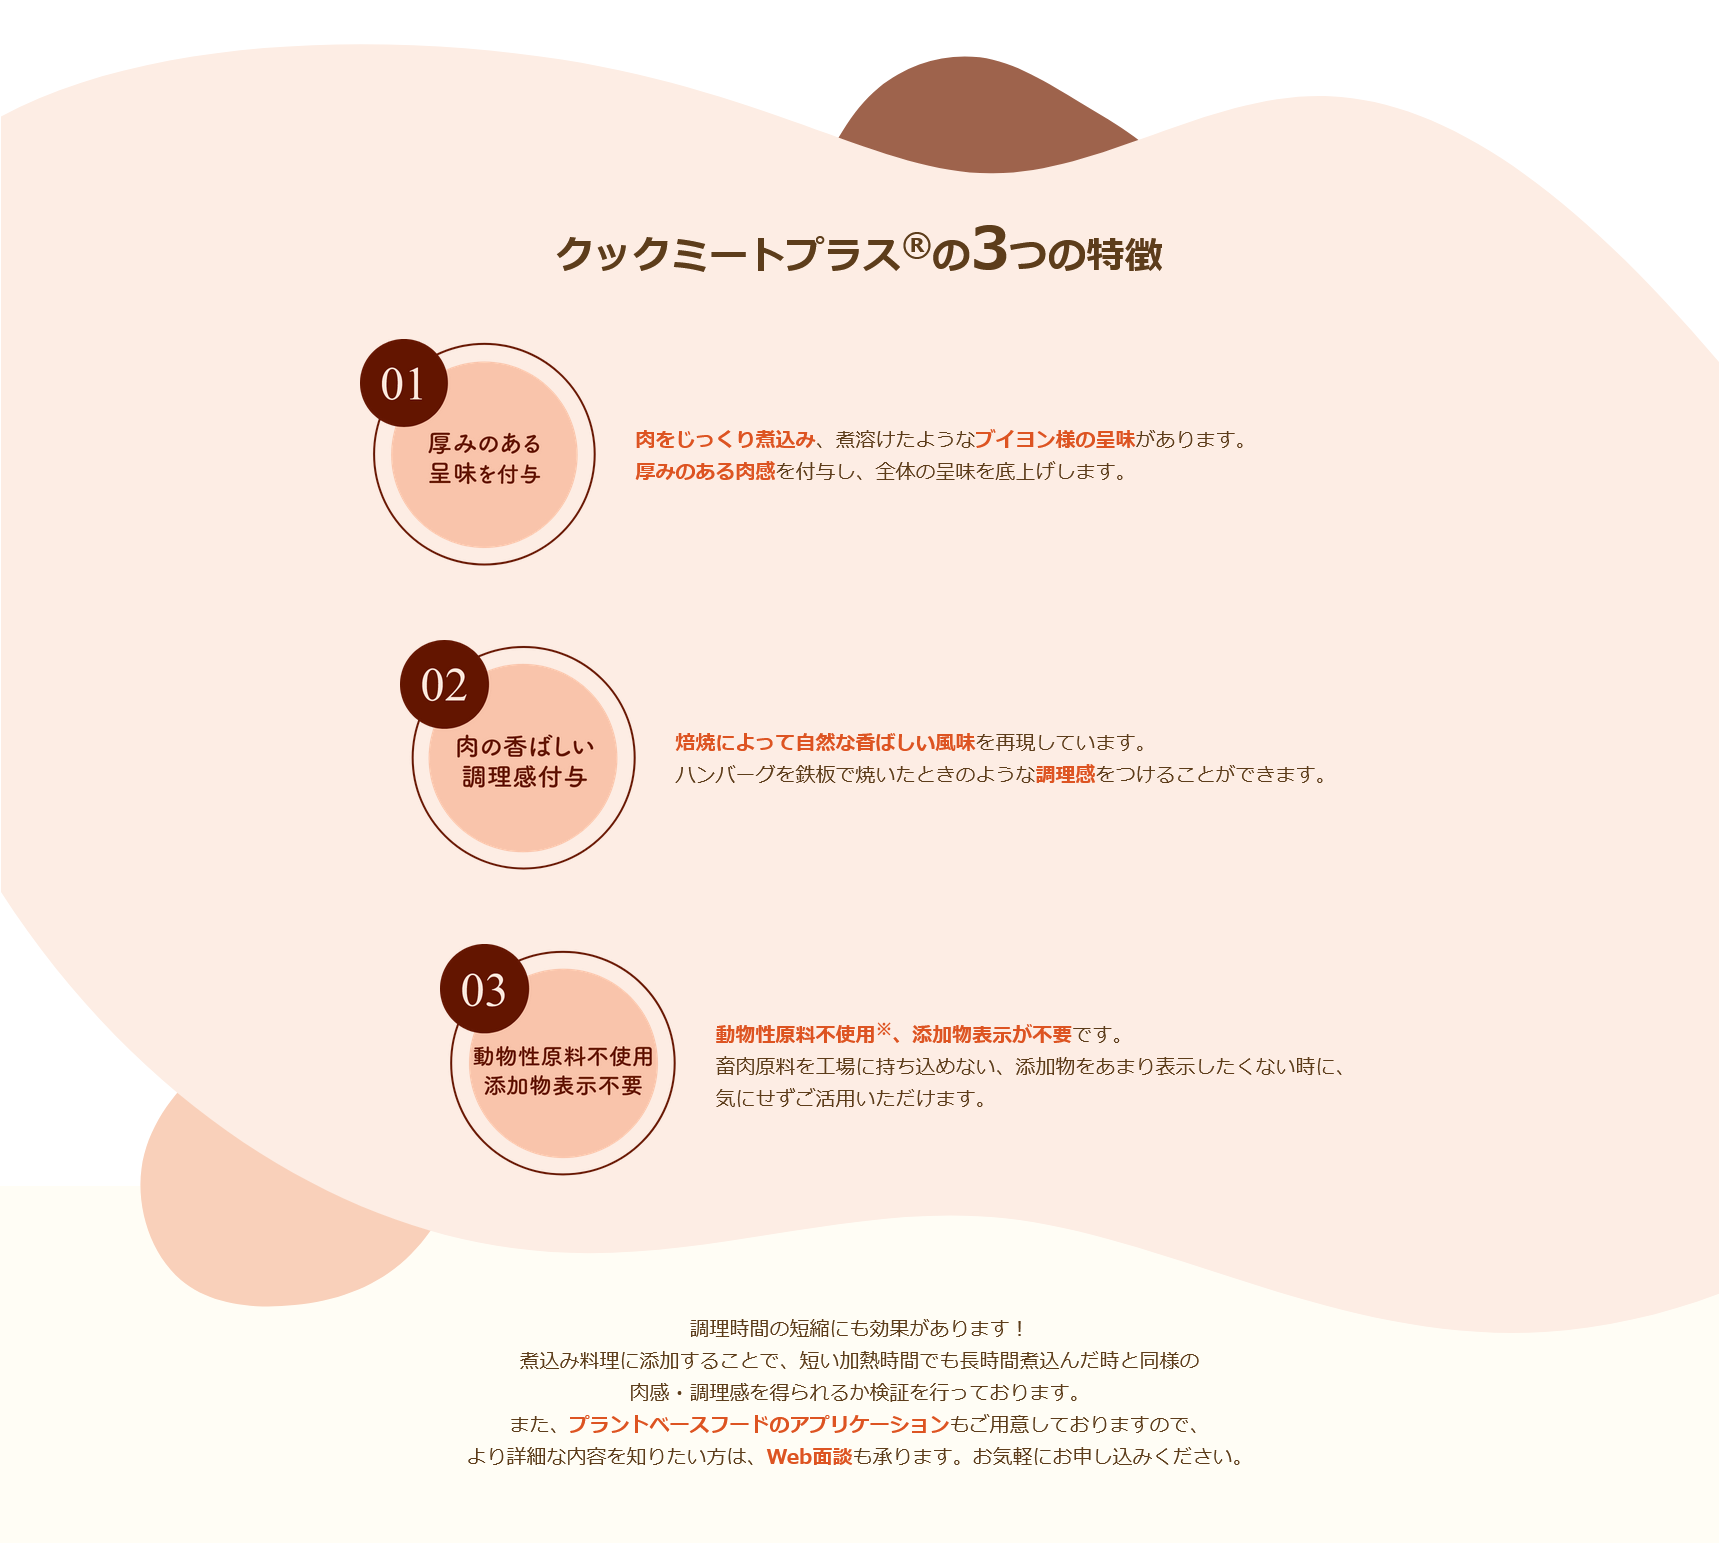 クックミートプラス®の3つの特徴
01
厚みのある
呈味を付与
肉をじっくり煮込み、煮溶けたようなブイヨン様の呈味があります。
厚みのある肉感を付与し、全体の呈味を底上げします。
02
肉の香ばしい
調理感付与
焙焼によって自然な香ばしい風味を再現しています。
ハンバーグを鉄板で焼いたときのような調理感をつけることができます。
03
動物性原料不使用
添加物表示不要
動物性原料不使用※、添加物表示が不要です。
畜肉原料を工場に持ち込めない、添加物をあまり表示したくない時に、
気にせずご活用いただけます。
調理時間の短縮にも効果があります！
煮込み料理に添加することで、短い加熱時間でも長時間煮込んだ時と同様の
肉感・調理感を得られるか検証を行っております。
また、プラントベースフードのアプリケーションもご用意しておりますので、
より詳細な内容を知りたい方は、Web面談も承ります。お気軽にお申し込みください。